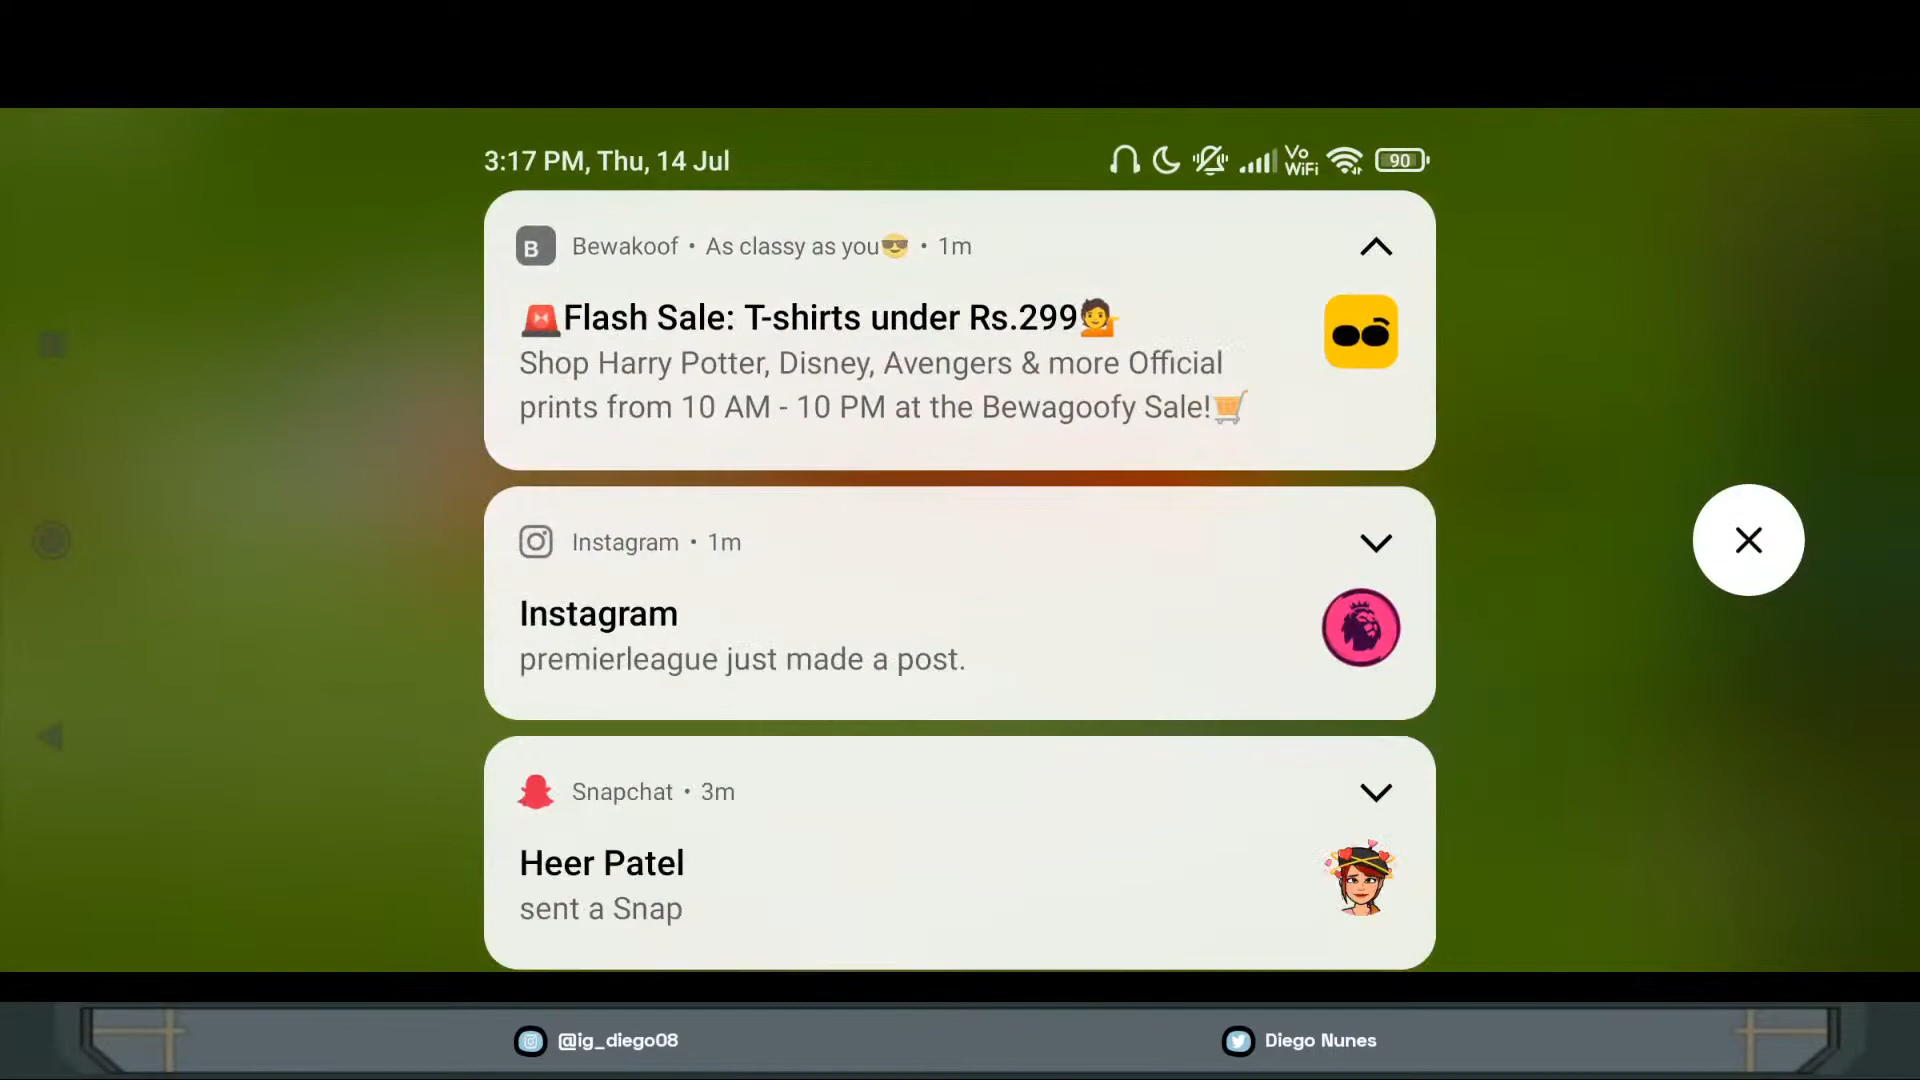 3:17 PM, Thu, 14 Jul
Vo
WiFi
90
B
Bewakoof • As classy as you😎 • 1m
🚨Flash Sale: T-shirts under Rs.299💁
Shop Harry Potter, Disney, Avengers & more Official
prints from 10 AM - 10 PM at the Bewagoofy Sale!🛒
Instagram • 1m
Instagram
premierleague just made a post.
Snapchat • 3m
Heer Patel
sent a Snap
@ig_diego08
Diego Nunes